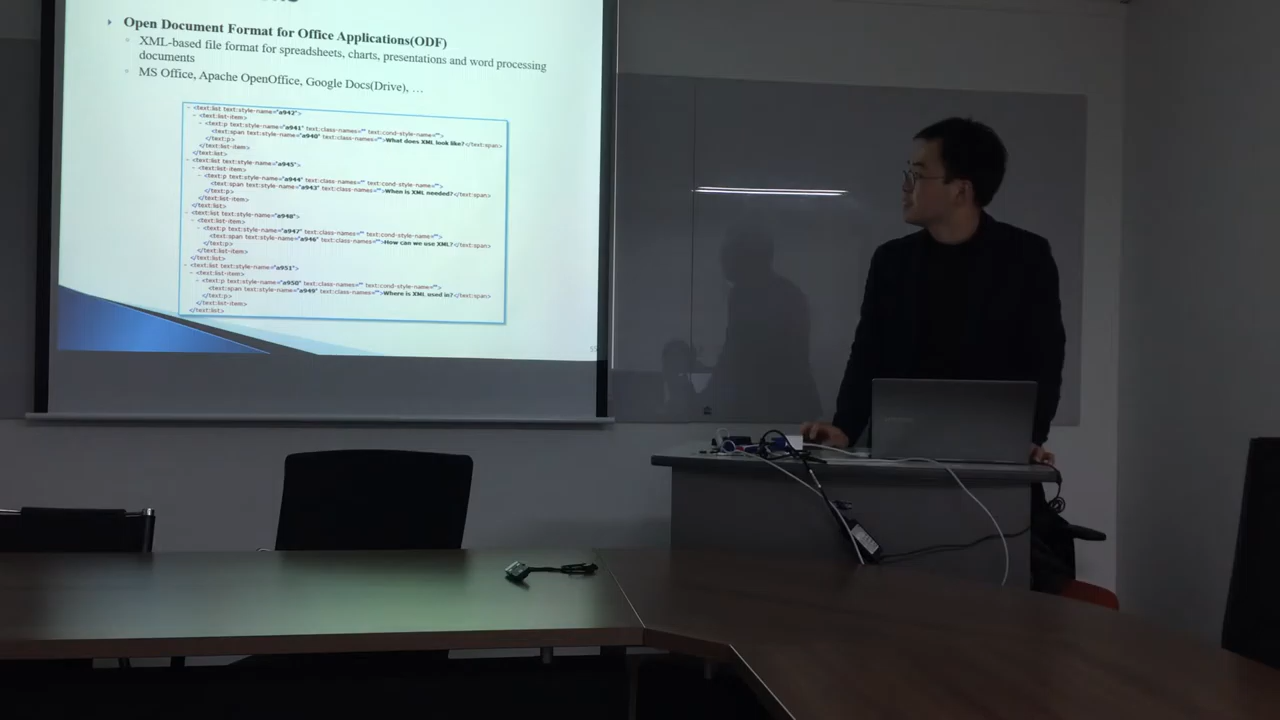 Open Document Format for Office Applications(ODF)
XML-based file format for spreadsheets, charts, presentations and word processing
documents
MS Office, Apache OpenOffice, Google Docs(Drive), …
- <text:list text:style-name="a942">
- <text:list-item>
- <text:p text:style-name="a941" text:class-names="" text:cond-style-name="">
<text:span text:style-name="a940" text:class-names="">What does XML look like?</text:span>
</text:p>
</text:list-item>
</text:list>
- <text:list text:style-name="a945">
- <text:list-item>
- <text:p text:style-name="a944" text:class-names="" text:cond-style-name="">
<text:span text:style-name="a943" text:class-names="">When is XML needed?</text:span>
</text:p>
</text:list-item>
</text:list>
- <text:list text:style-name="a948">
- <text:list-item>
- <text:p text:style-name="a947" text:class-names="" text:cond-style-name="">
<text:span text:style-name="a946" text:class-names="">How can we use XML?</text:span>
</text:p>
</text:list-item>
</text:list>
- <text:list text:style-name="a951">
- <text:list-item>
- <text:p text:style-name="a950" text:class-names="" text:cond-style-name="">
<text:span text:style-name="a949" text:class-names="">Where is XML used in?</text:span>
</text:p>
</text:list-item>
</text:list>